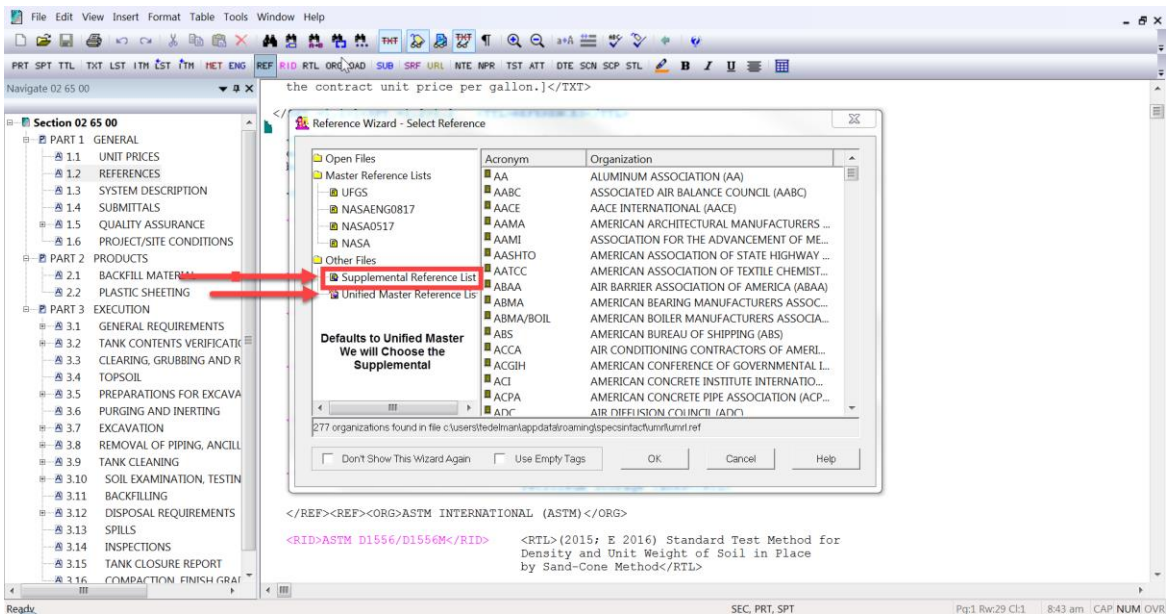 File Edit View Insert Format Table Tools Window Help
PRT SPT TTL TXT LST ITM LST ITM MET ENG REF RID RTL ORG OAD SUB SRF URL NTE NPR TST ATT DTE SCN SCP STL B I U
Navigate 02 65 00
Section 02 65 00
PART 1 GENERAL
1.1 UNIT PRICES
1.2 REFERENCES
1.3 SYSTEM DESCRIPTION
1.4 SUBMITTALS
1.5 QUALITY ASSURANCE
1.6 PROJECT/SITE CONDITIONS
PART 2 PRODUCTS
2.1 BACKFILL MATERIAL
2.2 PLASTIC SHEETING
PART 3 EXECUTION
3.1 GENERAL REQUIREMENTS
3.2 TANK CONTENTS VERIFICATIC
3.3 CLEARING, GRUBBING AND R
3.4 TOPSOIL
3.5 PREPARATIONS FOR EXCAVA
3.6 PURGING AND INERTING
3.7 EXCAVATION
3.8 REMOVAL OF PIPING, ANCILL
3.9 TANK CLEANING
3.10 SOIL EXAMINATION, TESTIN
3.11 BACKFILLING
3.12 DISPOSAL REQUIREMENTS
3.13 SPILLS
3.14 INSPECTIONS
3.15 TANK CLOSURE REPORT
3.16 COMPACTION, FINISH GRAI
the contract unit price per gallon.]</TXT>
Reference Wizard - Select Reference
Open Files
Master Reference Lists
UFGS
NASAENG0817
NASA0517
NASA
Other Files
Supplemental Reference List
Unified Master Reference Lis
Defaults to Unified Master
We will Choose the
Supplemental
Acronym Organization
AA ALUMINUM ASSOCIATION (AA)
AABC ASSOCIATED AIR BALANCE COUNCIL (AABC)
AACE AACE INTERNATIONAL (AACE)
AAMA AMERICAN ARCHITECTURAL MANUFACTURERS ...
AAMI ASSOCIATION FOR THE ADVANCEMENT OF ME...
AASHTO AMERICAN ASSOCIATION OF STATE HIGHWAY ...
AATCC AMERICAN ASSOCIATION OF TEXTILE CHEMIST...
ABAA AIR BARRIER ASSOCIATION OF AMERICA (ABAA)
ABMA AMERICAN BEARING MANUFACTURERS ASSOC...
ABMA/BOIL AMERICAN BOILER MANUFACTURERS ASSOCIA...
ABS AMERICAN BUREAU OF SHIPPING (ABS)
ACCA AIR CONDITIONING CONTRACTORS OF AMERI...
ACGIH AMERICAN CONFERENCE OF GOVERNMENTAL I...
ACI AMERICAN CONCRETE INSTITUTE INTERNATIO...
ACPA AMERICAN CONCRETE PIPE ASSOCIATION (ACP...
ADC AIR DIFFUSION COUNCIL (ADC)
277 organizations found in file c:\users\tedelman\appdata\roaming\specsintact\umrl\umrl.ref
Don't Show This Wizard Again Use Empty Tags OK Cancel Help
</REF><REF><ORG>ASTM INTERNATIONAL (ASTM)</ORG>
<RID>ASTM D1556/D1556M</RID> <RTL>(2015; E 2016) Standard Test Method for
Density and Unit Weight of Soil in Place
by Sand-Cone Method</RTL>
Ready SEC, PRT, SPT Pg:1 Rw:29 Cl:1 8:43 am CAP NUM OVR